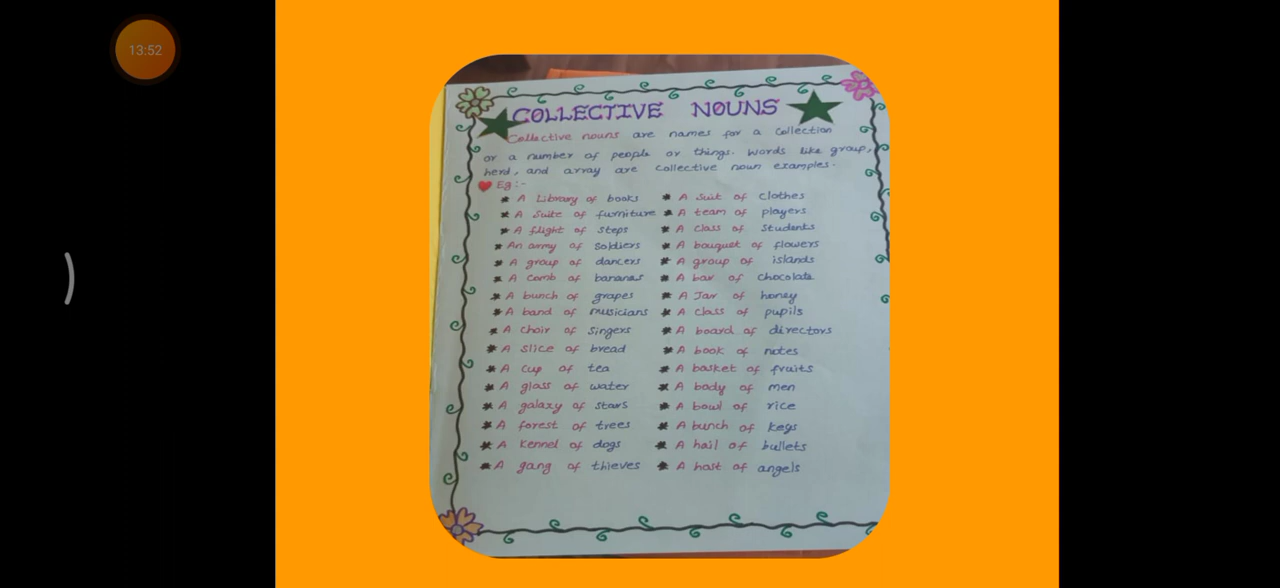 13:52
COLLECTIVE NOUNS
Collective nouns are names for a collection
or a number of people or things. Words like group,
herd, and array are collective noun examples.
Eg:-
* A Library of books * A Suit of clothes
* A Suite of furniture * A team of players
* A flight of steps * A class of students
* An army of soldiers * A bouquet of flowers
* A group of dancers * A group of islands
* A comb of bananas * A bar of chocolate
* A bunch of grapes * A Jar of honey
* A band of musicians * A class of pupils
* A choir of singers * A board of directors
* A slice of bread * A book of notes
* A cup of tea * A basket of fruits
* A glass of water * A body of men
* A galaxy of stars * A bowl of rice
* A forest of trees * A bunch of keys
* A Kennel of dogs * A hail of bullets
* A gang of thieves * A host of angels